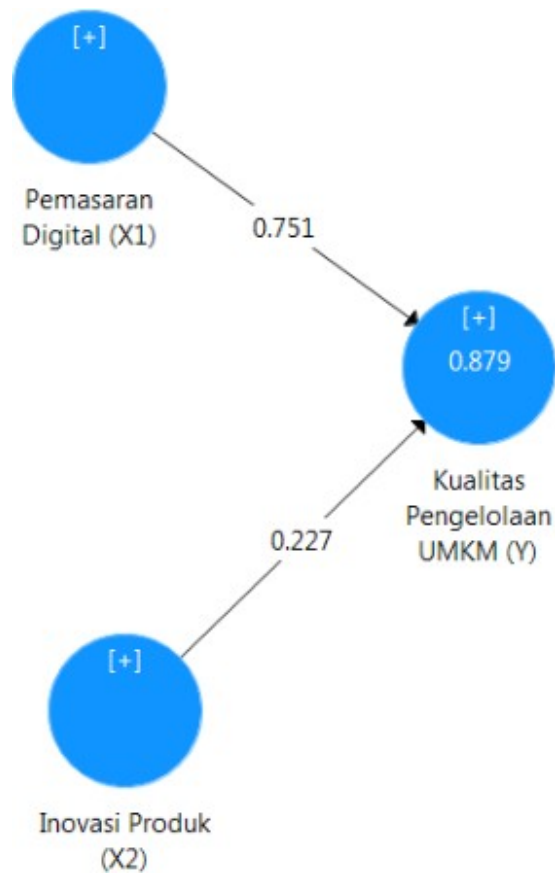 [+]
Pemasaran
Digital (X1)
0.751
[+]
0.879
Kualitas
Pengelolaan
UMKM (Y)
0.227
[+]
Inovasi Produk
(X2)